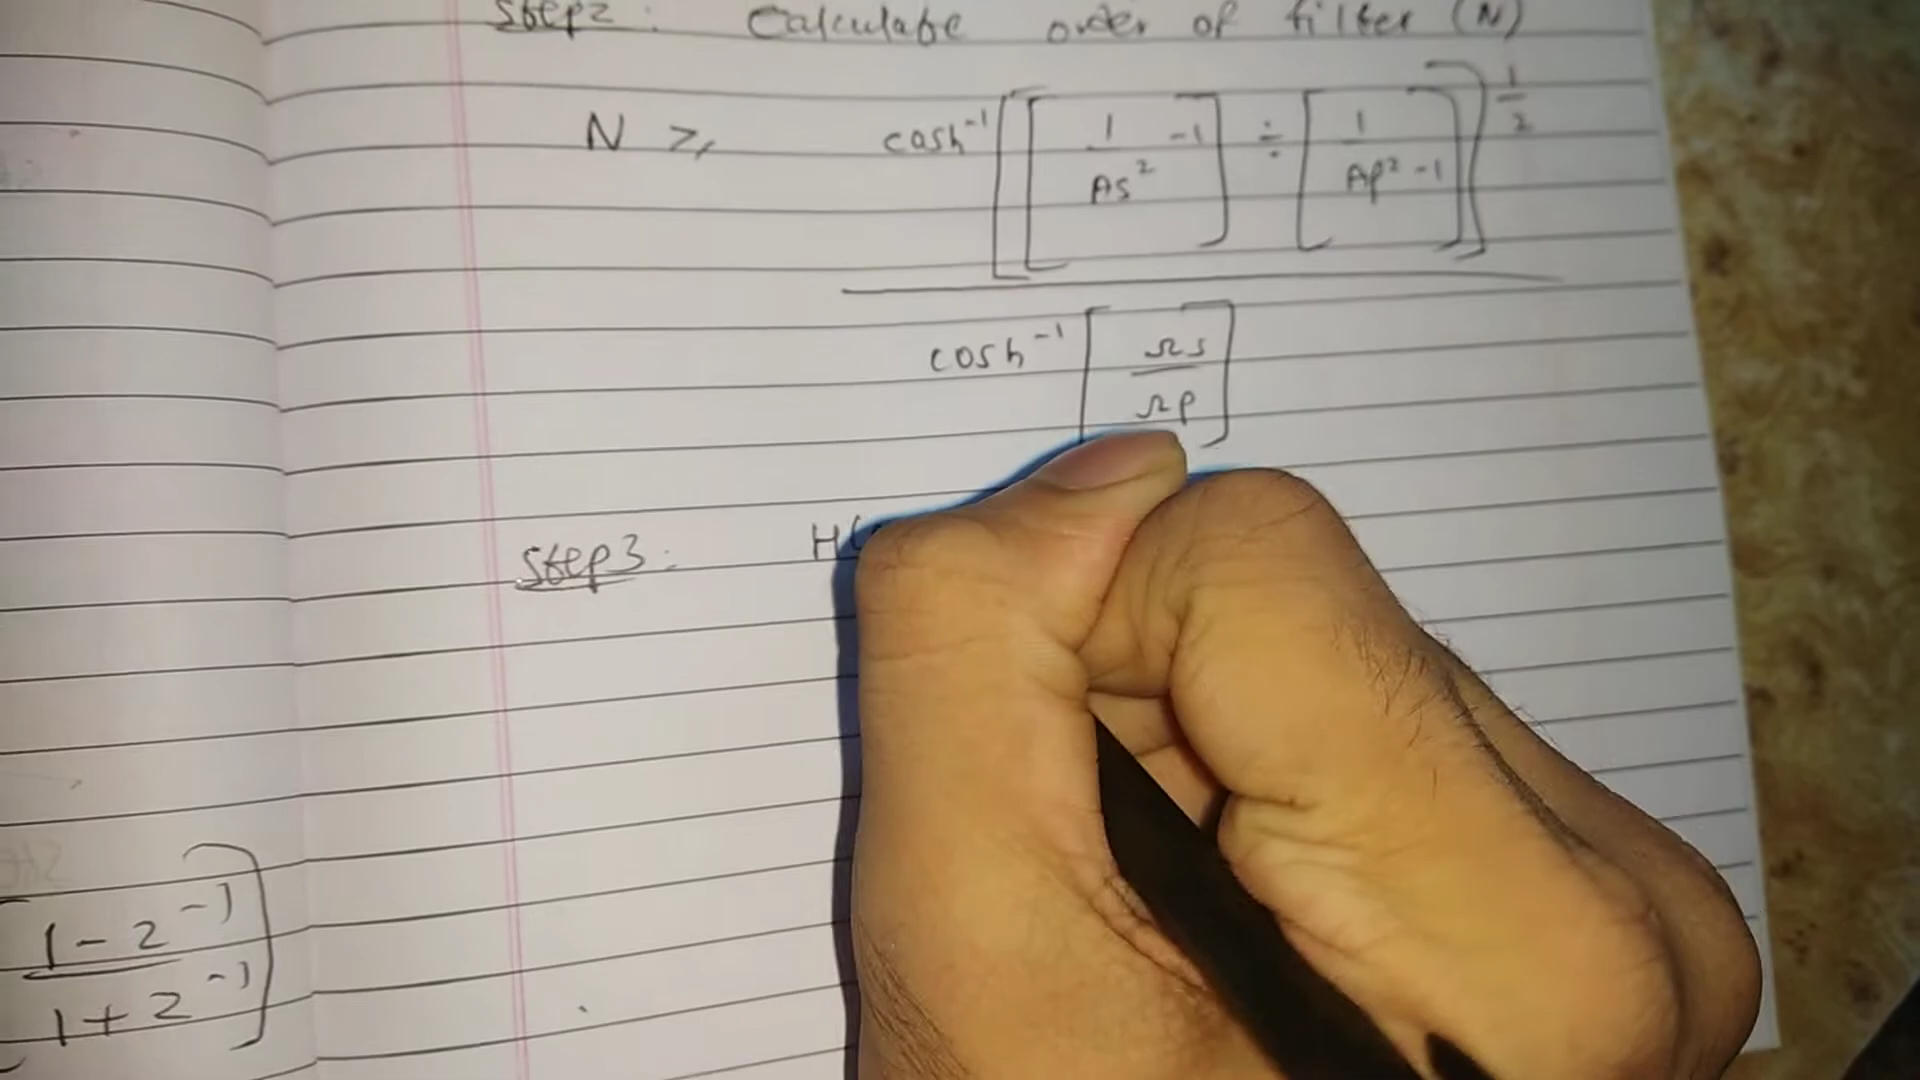 Step2: Calculate order of filter (N)
N ≥ cosh⁻¹ [[1/As² -1] ÷ [1/Ap² -1]]^1/2
cosh⁻¹ [Ωs/Ωp]
Step3: H(
1 - z⁻¹
1 + z⁻¹